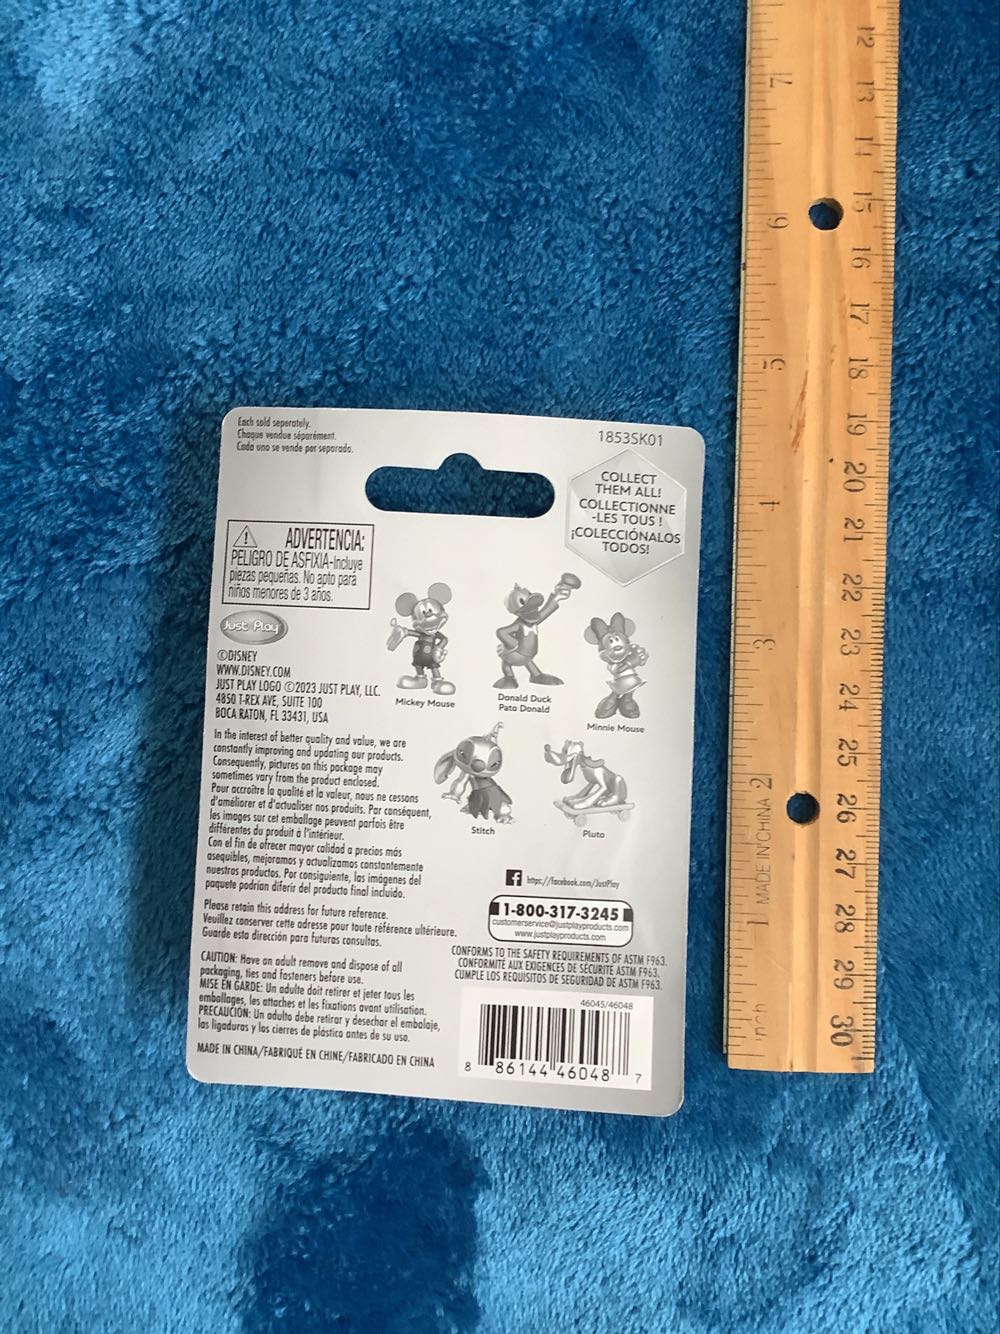 Each sold separately.
Chaque vendue séparément.
Cada uno se vende por separado.
1853SK01
COLLECT
THEM ALL!
COLLECTIONNE
-LES TOUS !
¡COLECCIÓNALOS
TODOS!
ADVERTENCIA:
PELIGRO DE ASFIXIA-Incluye
piezas pequeñas. No apto para
niños menores de 3 años.
Just Play
©DISNEY
WWW.DISNEY.COM
JUST PLAY LOGO ©2023 JUST PLAY, LLC.
4850 T-REX AVE, SUITE 100
BOCA RATON, FL 33431, USA
Mickey Mouse
Donald Duck
Pato Donald
Minnie Mouse
Stitch
Pluto
In the interest of better quality and value, we are
constantly improving and updating our products.
Consequently, pictures on this package may
sometimes vary from the product enclosed.
Pour accroître la qualité et la valeur, nous ne cessons
d'améliorer et d'actualiser nos produits. Par conséquent,
les images sur cet emballage peuvent parfois être
différentes du produit à l'intérieur.
Con el fin de ofrecer mayor calidad a precios más
asequibles, mejoramos y actualizamos constantemente
nuestros productos. Por consiguiente, las imágenes del
paquete podrían diferir del producto final incluido.
Please retain this address for future reference.
Veuillez conserver cette adresse pour toute référence ultérieure.
Guarde esta dirección para futuras consultas.
CAUTION: Have an adult remove and dispose of all
packaging, ties and fasteners before use.
MISE EN GARDE: Un adulte doit retirer et jeter tous les
emballages, les attaches et les fixations avant utilisation.
PRECAUCIÓN: Un adulto debe retirar y desechar el embalaje,
las ligaduras y los cierres de plástico antes de su uso.
MADE IN CHINA/FABRIQUÉ EN CHINE/FABRICADO EN CHINA
f https://facebook.com/JustPlay
1-800-317-3245
customerservice@justplayproducts.com
www.justplayproducts.com
CONFORMS TO THE SAFETY REQUIREMENTS OF ASTM F963.
CONFORMITÉ AUX EXIGENCES DE SÉCURITÉ ASTM F963.
CUMPLE LOS REQUISITOS DE SEGURIDAD DE ASTM F963.
46045/46048
8 86144 46048 7
inch 1 MADE IN CHINA 2 3 4 5 6 7
12 13 14 15 16 17 18 19 20 21 22 23 24 25 26 27 28 29 30